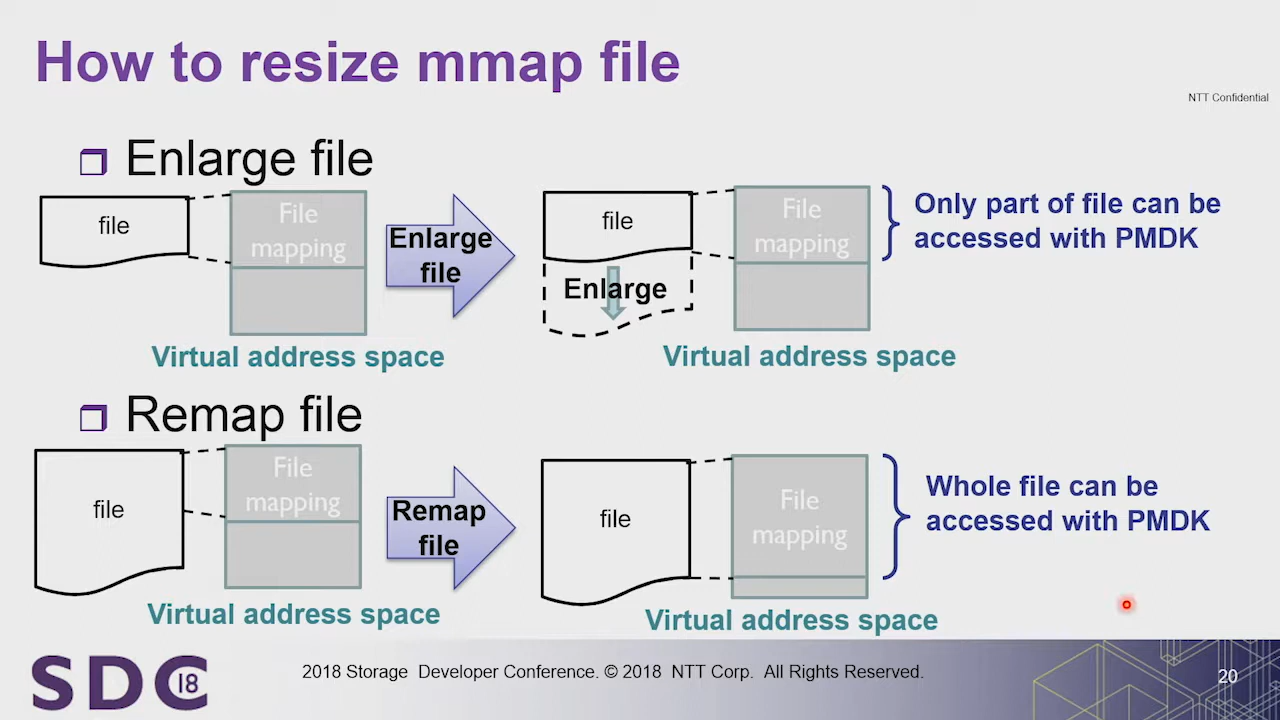 How to resize mmap file
NTT Confidential
Enlarge file
file
File
mapping
Virtual address space
Enlarge
file
file
Enlarge
File
mapping
Virtual address space
Only part of file can be
accessed with PMDK
Remap file
file
File
mapping
Virtual address space
Remap
file
file
File
mapping
Virtual address space
Whole file can be
accessed with PMDK
SDC 18
2018 Storage Developer Conference. © 2018 NTT Corp. All Rights Reserved.
20